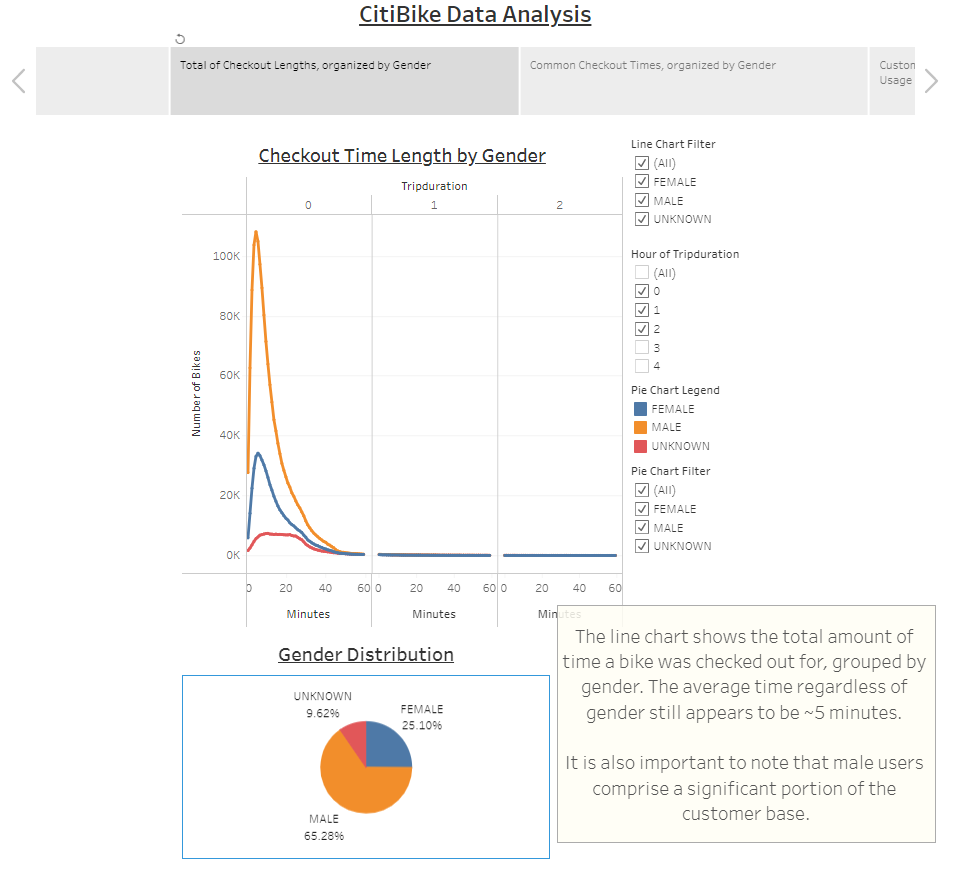 CitiBike Data Analysis
Total of Checkout Lengths, organized by Gender
Common Checkout Times, organized by Gender
Custon
Usage
Checkout Time Length by Gender
Tripduration
0 1 2
100K
80K
60K
40K
20K
0K
Number of Bikes
0 20 40 60 0 20 40 60 0 20 40 60
Minutes Minutes Minutes
Line Chart Filter
(All)
FEMALE
MALE
UNKNOWN
Hour of Tripduration
(All)
0
1
2
3
4
Pie Chart Legend
FEMALE
MALE
UNKNOWN
Pie Chart Filter
(All)
FEMALE
MALE
UNKNOWN
Gender Distribution
UNKNOWN
9.62%
FEMALE
25.10%
MALE
65.28%
The line chart shows the total amount of
time a bike was checked out for, grouped by
gender. The average time regardless of
gender still appears to be ~5 minutes.
It is also important to note that male users
comprise a significant portion of the
customer base.